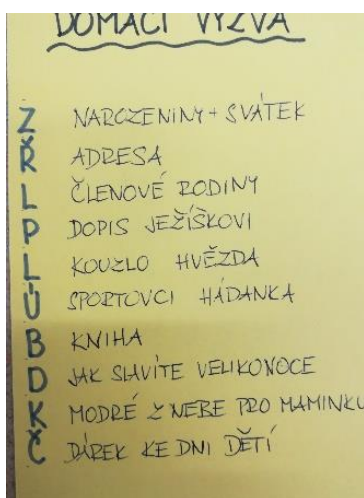 DOMÁCÍ VÝZVA
Z NAROZENINY + SVÁTEK
Ř ADRESA
L ČLENOVÉ RODINY
P DOPIS JEŽÍŠKOVI
L KOUZLO HVĚZDA
Ú SPORTOVCI HÁDANKA
B KNIHA
D JAK SLAVÍTE VELIKONOCE
K MODRÉ Z NEBE PRO MAMINKU
Č DÁREK KE DNI DĚTÍ